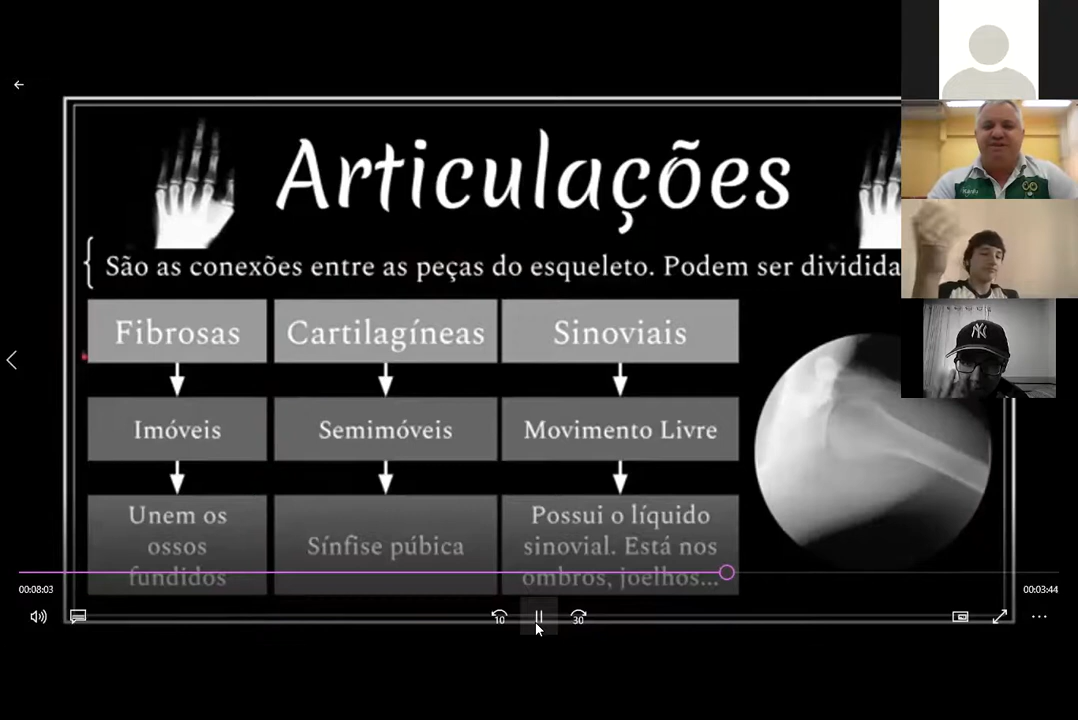 Articulações
São as conexões entre as peças do esqueleto. Podem ser dividida
Fibrosas
Cartilagíneas
Sinoviais
Imóveis
Semimóveis
Movimento Livre
Unem os
ossos
fundidos
Sínfise púbica
Possui o líquido
sinovial. Está nos
ombros, joelhos...
00:08:03
00:03:44
10
30
NY